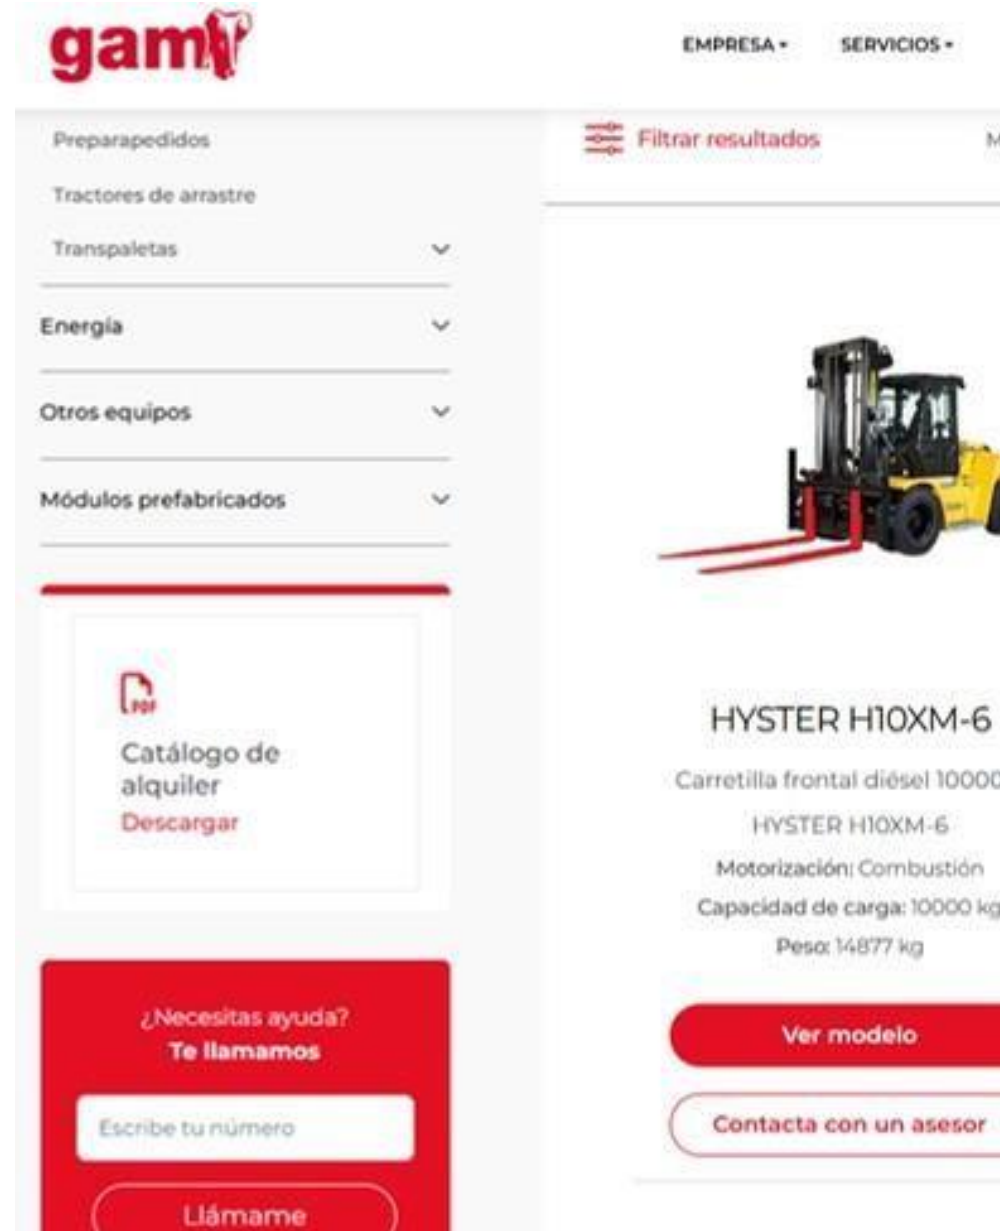 gam
EMPRESA
SERVICIOS
Preparapedidos
Tractores de arrastre
Transpaletas
Energía
Otros equipos
Módulos prefabricados
PDF
Catálogo de
alquiler
Descargar
¿Necesitas ayuda?
Te llamamos
Escribe tu número
Llámame
Filtrar resultados
M
HYSTER H10XM-6
Carretilla frontal diésel 10000
HYSTER H10XM-6
Motorización: Combustión
Capacidad de carga: 10000 kg
Peso: 14877 kg
Ver modelo
Contacta con un asesor